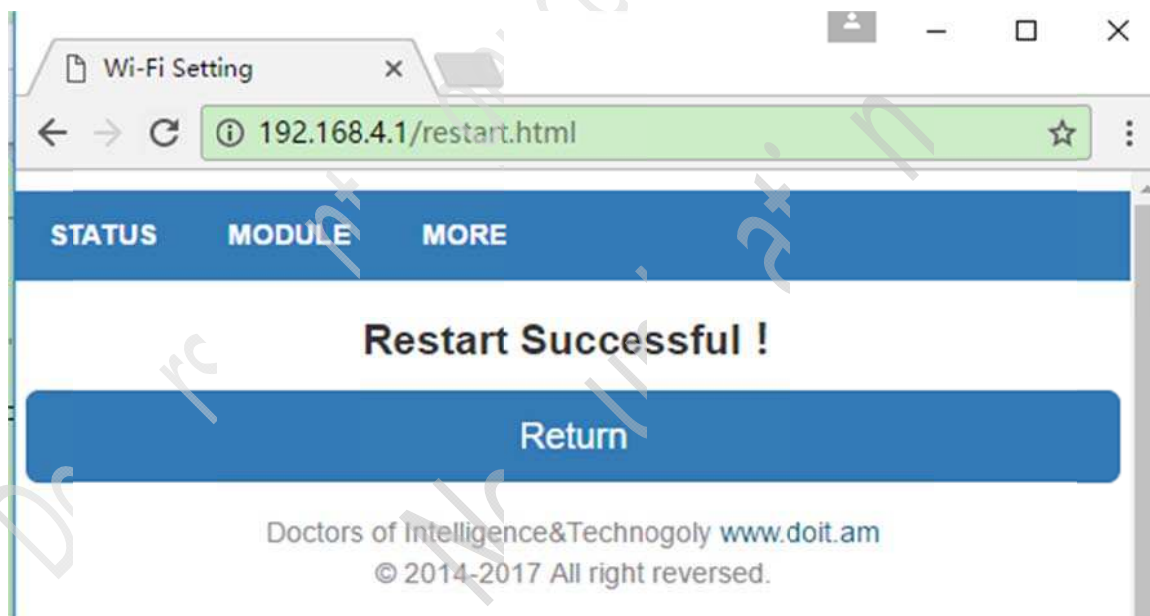 Wi-Fi Setting
192.168.4.1/restart.html
STATUS MODULE MORE
Restart Successful !
Return
Doctors of Intelligence&Technogoly www.doit.am
© 2014-2017 All right reversed.